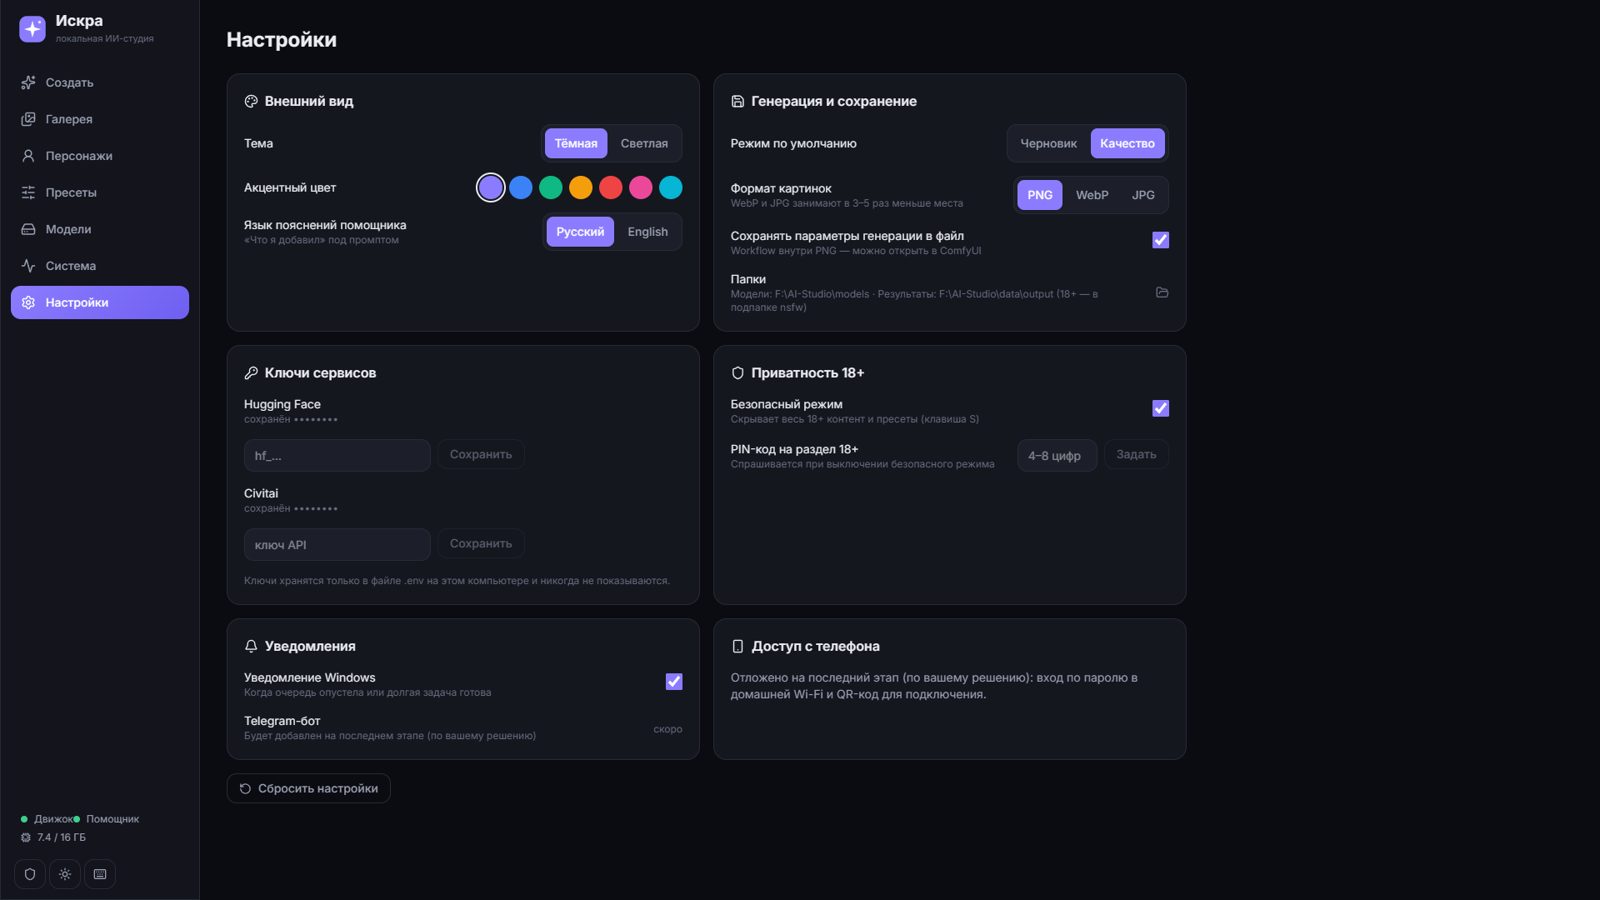 Искра
локальная ИИ-студия
Создать
Галерея
Персонажи
Пресеты
Модели
Система
Настройки
Движок
Помощник
7.4 / 16 ГБ
Настройки
Внешний вид
Тема
Тёмная
Светлая
Акцентный цвет
Язык пояснений помощника
«Что я добавил» под промптом
Русский
English
Генерация и сохранение
Режим по умолчанию
Черновик
Качество
Формат картинок
WebP и JPG занимают в 3–5 раз меньше места
PNG
WebP
JPG
Сохранять параметры генерации в файл
Workflow внутри PNG — можно открыть в ComfyUI
Папки
Модели: F:\AI-Studio\models · Результаты: F:\AI-Studio\data\output (18+ — в
подпапке nsfw)
Ключи сервисов
Hugging Face
сохранён ••••••••
hf_...
Сохранить
Civitai
сохранён ••••••••
ключ API
Сохранить
Ключи хранятся только в файле .env на этом компьютере и никогда не показываются.
Приватность 18+
Безопасный режим
Скрывает весь 18+ контент и пресеты (клавиша S)
PIN-код на раздел 18+
Спрашивается при выключении безопасного режима
4–8 цифр
Задать
Уведомления
Уведомление Windows
Когда очередь опустела или долгая задача готова
Telegram-бот
Будет добавлен на последнем этапе (по вашему решению)
скоро
Доступ с телефона
Отложено на последний этап (по вашему решению): вход по паролю в
домашней Wi-Fi и QR-код для подключения.
Сбросить настройки